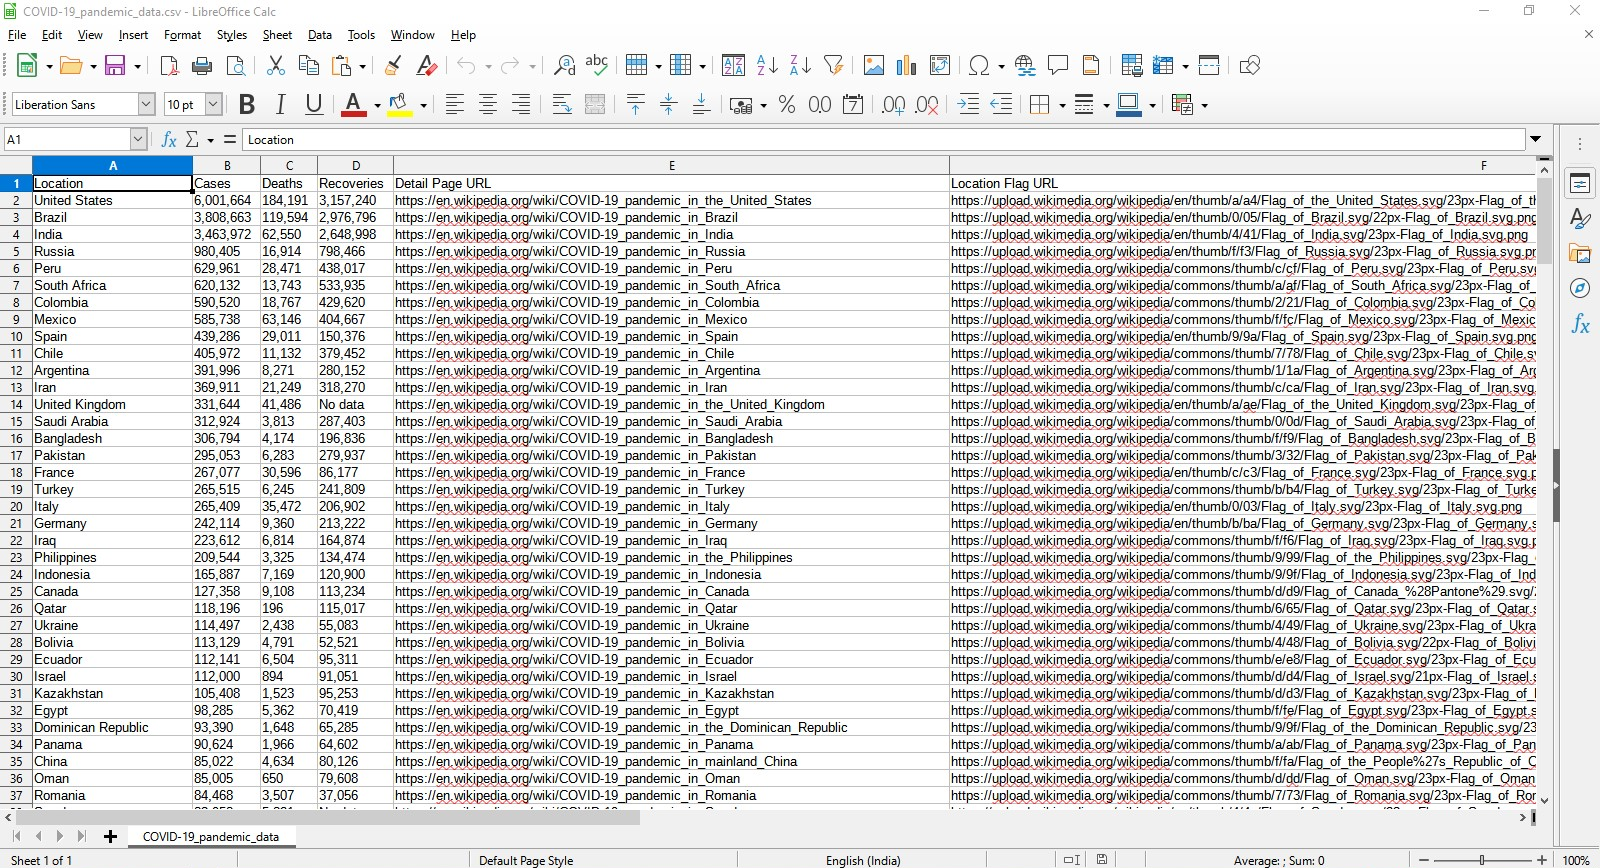 COVID-19_pandemic_data.csv - LibreOffice Calc
File Edit View Insert Format Styles Sheet Data Tools Window Help
Liberation Sans 10 pt
A1 Location
A B C D E F
1 Location Cases Deaths Recoveries Detail Page URL Location Flag URL
2 United States 6,001,664 184,191 3,157,240 https://en.wikipedia.org/wiki/COVID-19_pandemic_in_the_United_States https://upload.wikimedia.org/wikipedia/en/thumb/a/a4/Flag_of_the_United_States.svg/23px-Flag_of_th
3 Brazil 3,808,663 119,594 2,976,796 https://en.wikipedia.org/wiki/COVID-19_pandemic_in_Brazil https://upload.wikimedia.org/wikipedia/en/thumb/0/05/Flag_of_Brazil.svg/22px-Flag_of_Brazil.svg.png
4 India 3,463,972 62,550 2,648,998 https://en.wikipedia.org/wiki/COVID-19_pandemic_in_India https://upload.wikimedia.org/wikipedia/en/thumb/4/41/Flag_of_India.svg/23px-Flag_of_India.svg.png
5 Russia 980,405 16,914 798,466 https://en.wikipedia.org/wiki/COVID-19_pandemic_in_Russia https://upload.wikimedia.org/wikipedia/en/thumb/f/f3/Flag_of_Russia.svg/23px-Flag_of_Russia.svg.pr
6 Peru 629,961 28,471 438,017 https://en.wikipedia.org/wiki/COVID-19_pandemic_in_Peru https://upload.wikimedia.org/wikipedia/commons/thumb/c/cf/Flag_of_Peru.svg/23px-Flag_of_Peru.sv
7 South Africa 620,132 13,743 533,935 https://en.wikipedia.org/wiki/COVID-19_pandemic_in_South_Africa https://upload.wikimedia.org/wikipedia/commons/thumb/a/af/Flag_of_South_Africa.svg/23px-Flag_of_
8 Colombia 590,520 18,767 429,620 https://en.wikipedia.org/wiki/COVID-19_pandemic_in_Colombia https://upload.wikimedia.org/wikipedia/commons/thumb/2/21/Flag_of_Colombia.svg/23px-Flag_of_Co
9 Mexico 585,738 63,146 404,667 https://en.wikipedia.org/wiki/COVID-19_pandemic_in_Mexico https://upload.wikimedia.org/wikipedia/commons/thumb/f/fc/Flag_of_Mexico.svg/23px-Flag_of_Mexic
10 Spain 439,286 29,011 150,376 https://en.wikipedia.org/wiki/COVID-19_pandemic_in_Spain https://upload.wikimedia.org/wikipedia/en/thumb/9/9a/Flag_of_Spain.svg/23px-Flag_of_Spain.svg.png
11 Chile 405,972 11,132 379,452 https://en.wikipedia.org/wiki/COVID-19_pandemic_in_Chile https://upload.wikimedia.org/wikipedia/commons/thumb/7/78/Flag_of_Chile.svg/23px-Flag_of_Chile.s
12 Argentina 391,996 8,271 280,152 https://en.wikipedia.org/wiki/COVID-19_pandemic_in_Argentina https://upload.wikimedia.org/wikipedia/commons/thumb/1/1a/Flag_of_Argentina.svg/23px-Flag_of_Arg
13 Iran 369,911 21,249 318,270 https://en.wikipedia.org/wiki/COVID-19_pandemic_in_Iran https://upload.wikimedia.org/wikipedia/commons/thumb/c/ca/Flag_of_Iran.svg/23px-Flag_of_Iran.svg.
14 United Kingdom 331,644 41,486 No data https://en.wikipedia.org/wiki/COVID-19_pandemic_in_the_United_Kingdom https://upload.wikimedia.org/wikipedia/en/thumb/a/ae/Flag_of_the_United_Kingdom.svg/23px-Flag_of
15 Saudi Arabia 312,924 3,813 287,403 https://en.wikipedia.org/wiki/COVID-19_pandemic_in_Saudi_Arabia https://upload.wikimedia.org/wikipedia/commons/thumb/0/0d/Flag_of_Saudi_Arabia.svg/23px-Flag_of
16 Bangladesh 306,794 4,174 196,836 https://en.wikipedia.org/wiki/COVID-19_pandemic_in_Bangladesh https://upload.wikimedia.org/wikipedia/commons/thumb/f/f9/Flag_of_Bangladesh.svg/23px-Flag_of_B
17 Pakistan 295,053 6,283 279,937 https://en.wikipedia.org/wiki/COVID-19_pandemic_in_Pakistan https://upload.wikimedia.org/wikipedia/commons/thumb/3/32/Flag_of_Pakistan.svg/23px-Flag_of_Pak
18 France 267,077 30,596 86,177 https://en.wikipedia.org/wiki/COVID-19_pandemic_in_France https://upload.wikimedia.org/wikipedia/en/thumb/c/c3/Flag_of_France.svg/23px-Flag_of_France.svg.p
19 Turkey 265,515 6,245 241,809 https://en.wikipedia.org/wiki/COVID-19_pandemic_in_Turkey https://upload.wikimedia.org/wikipedia/commons/thumb/b/b4/Flag_of_Turkey.svg/23px-Flag_of_Turke
20 Italy 265,409 35,472 206,902 https://en.wikipedia.org/wiki/COVID-19_pandemic_in_Italy https://upload.wikimedia.org/wikipedia/en/thumb/0/03/Flag_of_Italy.svg/23px-Flag_of_Italy.svg.png
21 Germany 242,114 9,360 213,222 https://en.wikipedia.org/wiki/COVID-19_pandemic_in_Germany https://upload.wikimedia.org/wikipedia/en/thumb/b/ba/Flag_of_Germany.svg/23px-Flag_of_Germany.s
22 Iraq 223,612 6,814 164,874 https://en.wikipedia.org/wiki/COVID-19_pandemic_in_Iraq https://upload.wikimedia.org/wikipedia/commons/thumb/f/f6/Flag_of_Iraq.svg/23px-Flag_of_Iraq.svg.p
23 Philippines 209,544 3,325 134,474 https://en.wikipedia.org/wiki/COVID-19_pandemic_in_the_Philippines https://upload.wikimedia.org/wikipedia/commons/thumb/9/99/Flag_of_the_Philippines.svg/23px-Flag_
24 Indonesia 165,887 7,169 120,900 https://en.wikipedia.org/wiki/COVID-19_pandemic_in_Indonesia https://upload.wikimedia.org/wikipedia/commons/thumb/9/9f/Flag_of_Indonesia.svg/23px-Flag_of_Ind
25 Canada 127,358 9,108 113,234 https://en.wikipedia.org/wiki/COVID-19_pandemic_in_Canada https://upload.wikimedia.org/wikipedia/commons/thumb/d/d9/Flag_of_Canada_%28Pantone%29.svg/
26 Qatar 118,196 196 115,017 https://en.wikipedia.org/wiki/COVID-19_pandemic_in_Qatar https://upload.wikimedia.org/wikipedia/commons/thumb/6/65/Flag_of_Qatar.svg/23px-Flag_of_Qatar.s
27 Ukraine 114,497 2,438 55,083 https://en.wikipedia.org/wiki/COVID-19_pandemic_in_Ukraine https://upload.wikimedia.org/wikipedia/commons/thumb/4/49/Flag_of_Ukraine.svg/23px-Flag_of_Ukra
28 Bolivia 113,129 4,791 52,521 https://en.wikipedia.org/wiki/COVID-19_pandemic_in_Bolivia https://upload.wikimedia.org/wikipedia/commons/thumb/4/48/Flag_of_Bolivia.svg/22px-Flag_of_Bolivi
29 Ecuador 112,141 6,504 95,311 https://en.wikipedia.org/wiki/COVID-19_pandemic_in_Ecuador https://upload.wikimedia.org/wikipedia/commons/thumb/e/e8/Flag_of_Ecuador.svg/23px-Flag_of_Ecu
30 Israel 112,000 894 91,051 https://en.wikipedia.org/wiki/COVID-19_pandemic_in_Israel https://upload.wikimedia.org/wikipedia/commons/thumb/d/d4/Flag_of_Israel.svg/21px-Flag_of_Israel.s
31 Kazakhstan 105,408 1,523 95,253 https://en.wikipedia.org/wiki/COVID-19_pandemic_in_Kazakhstan https://upload.wikimedia.org/wikipedia/commons/thumb/d/d3/Flag_of_Kazakhstan.svg/23px-Flag_of_
32 Egypt 98,285 5,362 70,419 https://en.wikipedia.org/wiki/COVID-19_pandemic_in_Egypt https://upload.wikimedia.org/wikipedia/commons/thumb/f/fe/Flag_of_Egypt.svg/23px-Flag_of_Egypt.s
33 Dominican Republic 93,390 1,648 65,285 https://en.wikipedia.org/wiki/COVID-19_pandemic_in_the_Dominican_Republic https://upload.wikimedia.org/wikipedia/commons/thumb/9/9f/Flag_of_the_Dominican_Republic.svg/23
34 Panama 90,624 1,966 64,602 https://en.wikipedia.org/wiki/COVID-19_pandemic_in_Panama https://upload.wikimedia.org/wikipedia/commons/thumb/a/ab/Flag_of_Panama.svg/23px-Flag_of_Pan
35 China 85,022 4,634 80,126 https://en.wikipedia.org/wiki/COVID-19_pandemic_in_mainland_China https://upload.wikimedia.org/wikipedia/commons/thumb/f/fa/Flag_of_the_People%27s_Republic_of_C
36 Oman 85,005 650 79,608 https://en.wikipedia.org/wiki/COVID-19_pandemic_in_Oman https://upload.wikimedia.org/wikipedia/commons/thumb/d/dd/Flag_of_Oman.svg/23px-Flag_of_Oman
37 Romania 84,468 3,507 37,056 https://en.wikipedia.org/wiki/COVID-19_pandemic_in_Romania https://upload.wikimedia.org/wikipedia/commons/thumb/7/73/Flag_of_Romania.svg/23px-Flag_of_Ror
COVID-19_pandemic_data
Sheet 1 of 1 Default Page Style English (India) Average: ; Sum: 0 100%